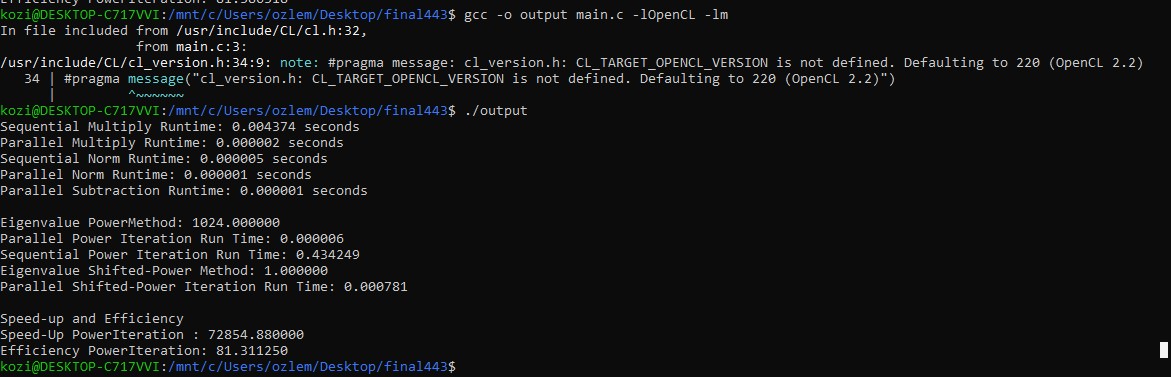 Efficiency PowerIteration: 81.380318
kozi@DESKTOP-C717VVI:/mnt/c/Users/ozlem/Desktop/final443$ gcc -o output main.c -lOpenCL -lm
In file included from /usr/include/CL/cl.h:32,
                 from main.c:3:
/usr/include/CL/cl_version.h:34:9: note: #pragma message: cl_version.h: CL_TARGET_OPENCL_VERSION is not defined. Defaulting to 220 (OpenCL 2.2)
   34 | #pragma message("cl_version.h: CL_TARGET_OPENCL_VERSION is not defined. Defaulting to 220 (OpenCL 2.2)")
      |         ^~~~~~~
kozi@DESKTOP-C717VVI:/mnt/c/Users/ozlem/Desktop/final443$ ./output
Sequential Multiply Runtime: 0.004374 seconds
Parallel Multiply Runtime: 0.000002 seconds
Sequential Norm Runtime: 0.000005 seconds
Parallel Norm Runtime: 0.000001 seconds
Parallel Subtraction Runtime: 0.000001 seconds

Eigenvalue PowerMethod: 1024.000000
Parallel Power Iteration Run Time: 0.000006
Sequential Power Iteration Run Time: 0.434249
Eigenvalue Shifted-Power Method: 1.000000
Parallel Shifted-Power Iteration Run Time: 0.000781

Speed-up and Efficiency
Speed-Up PowerIteration : 72854.880000
Efficiency PowerIteration: 81.311250
kozi@DESKTOP-C717VVI:/mnt/c/Users/ozlem/Desktop/final443$